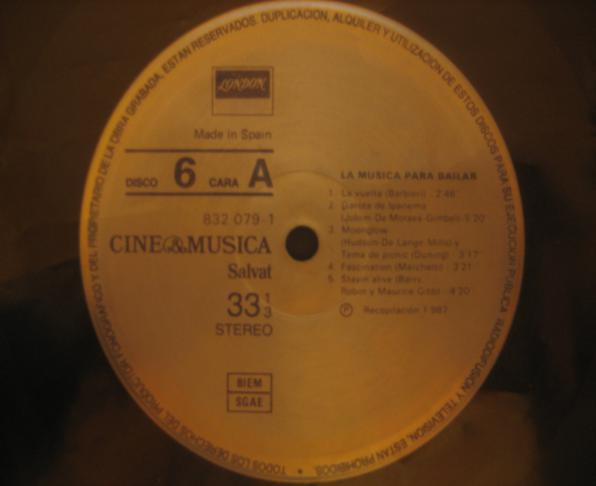 TODOS LOS DERECHOS DEL PRODUCTOR FONOGRAFICO Y DEL PROPIETARIO DE LA OBRA GRABADA, ESTAN RESERVADOS. DUPLICACION, ALQUILER Y UTILIZACION DE ESTOS DISCOS PARA SU EJECUCION PUBLICA RADIODIFUSION Y TELEVISION, ESTAN PROHIBIDOS.
LONDON
Made in Spain
DISCO 6 CARA A
832 079-1
CINE & MUSICA
Salvat
33 1/3
STEREO
BIEM
SGAE
LA MUSICA PARA BAILAR
1. La vuelta (Barbieri) · 2'46
2. Garota de Ipanema
(Jobim-De Moraes-Gimbel) · 5'20
3. Moonglow
(Hudson-De Lange-Mills) y
Tema de picnic (Duning) · 3'17"
4. Fascination (Marchetti) · 3'21
5. Stayin alive (Barry,
Robin y Maurice Gibb) · 4'20
Ⓟ Recopilación 1987